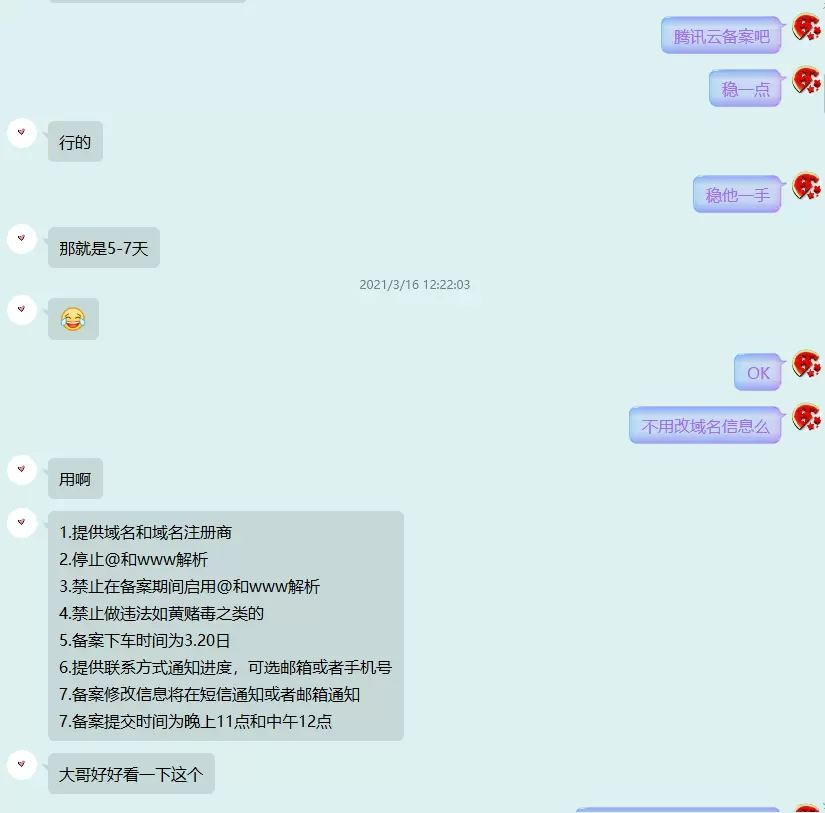 腾讯云备案吧
稳一点
行的
稳他一手
那就是5-7天
2021/3/16 12:22:03
OK
不用改域名信息么
用啊
1.提供域名和域名注册商
2.停止@和www解析
3.禁止在备案期间启用@和www解析
4.禁止做违法如黄赌毒之类的
5.备案下车时间为3.20日
6.提供联系方式通知进度，可选邮箱或者手机号
7.备案修改信息将在短信通知或者邮箱通知
7.备案提交时间为晚上11点和中午12点
大哥好好看一下这个